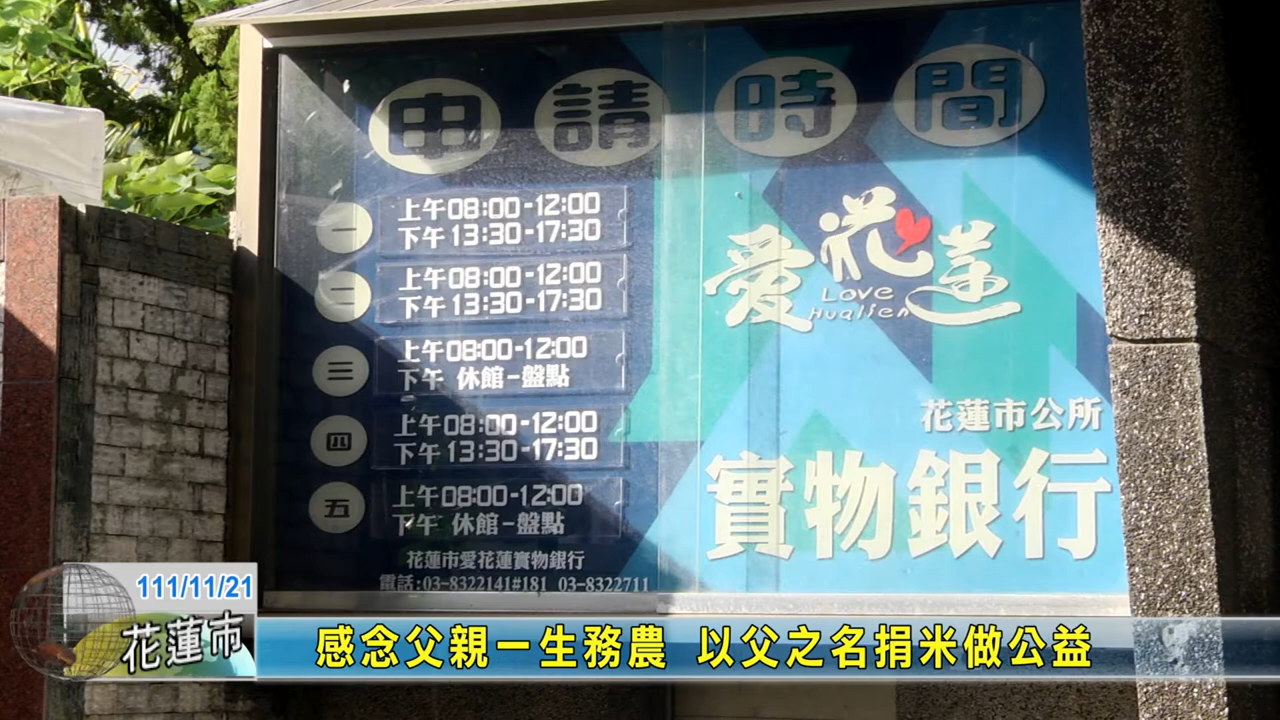 申請時間
一
上午08:00-12:00
下午13:30-17:30
二
上午08:00-12:00
下午13:30-17:30
三
上午08:00-12:00
下午 休館-盤點
四
上午08:00-12:00
下午13:30-17:30
五
上午08:00-12:00
下午 休館-盤點
花蓮市愛花蓮實物銀行
電話:03-8322141#181 03-8322711
愛花蓮
Love
Hualien
花蓮市公所
實物銀行
111/11/21
花蓮市
感念父親一生務農 以父之名捐米做公益